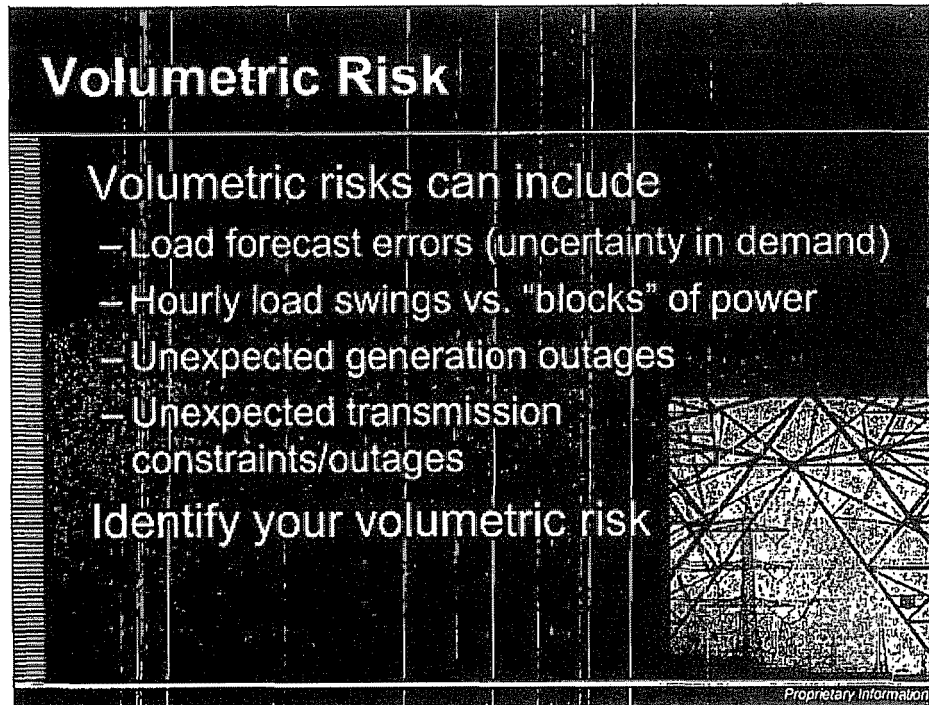 Volumetric Risk
Volumetric risks can include
– Load forecast errors (uncertainty in demand)
– Hourly load swings vs. "blocks" of power
– Unexpected generation outages
– Unexpected transmission
constraints/outages
Identify your volumetric risk
Proprietary Information